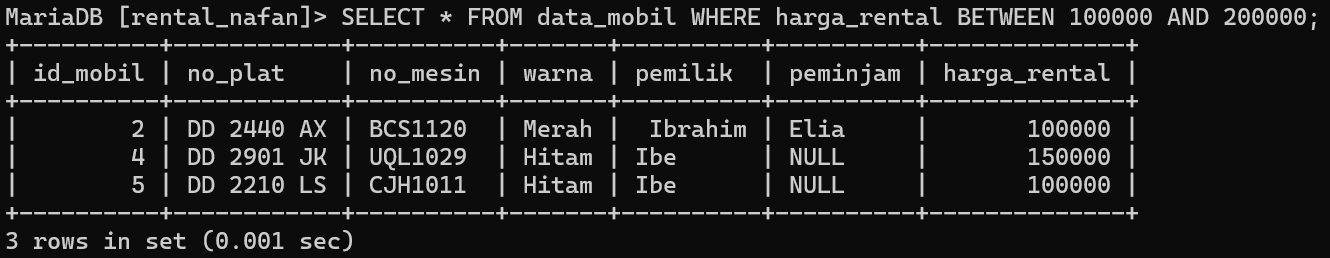 MariaDB [rental_nafan]> SELECT * FROM data_mobil WHERE harga_rental BETWEEN 100000 AND 200000;
+----------+------------+---------+-------+----------+----------+--------------+
| id_mobil | no_plat    | no_mesin | warna | pemilik  | peminjam | harga_rental |
+----------+------------+---------+-------+----------+----------+--------------+
|        2 | DD 2440 AX | BCS1120  | Merah |  Ibrahim | Elia     |       100000 |
|        4 | DD 2901 JK | UQL1029  | Hitam | Ibe      | NULL     |       150000 |
|        5 | DD 2210 LS | CJH1011  | Hitam | Ibe      | NULL     |       100000 |
+----------+------------+---------+-------+----------+----------+--------------+
3 rows in set (0.001 sec)